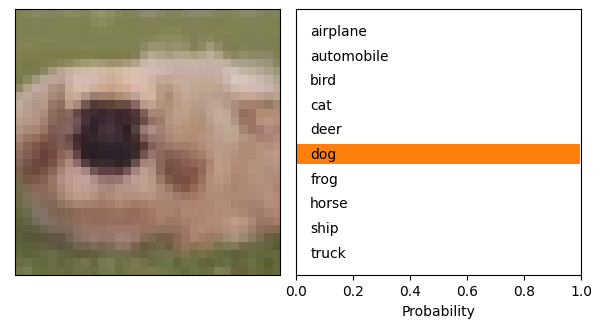 airplane
automobile
bird
cat
deer
dog
frog
horse
ship
truck
0.0 0.2 0.4 0.6 0.8 1.0
Probability